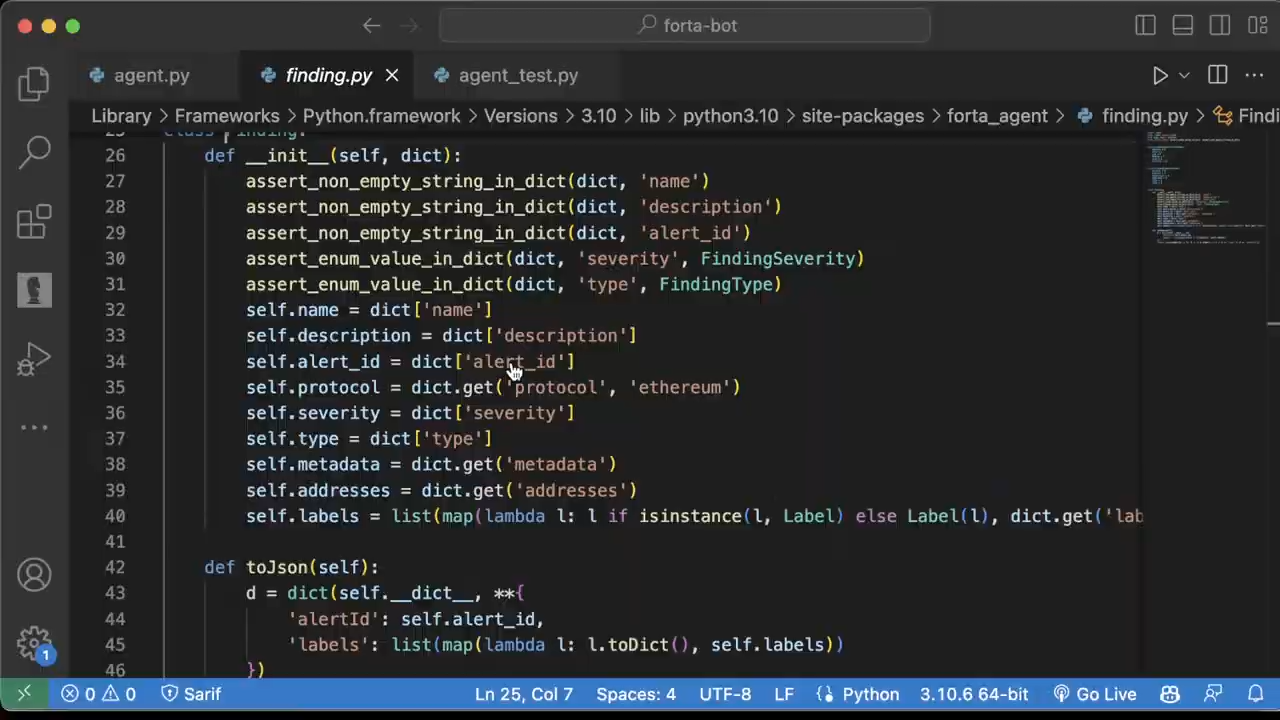 forta-bot
agent.py
finding.py
agent_test.py
Library > Frameworks > Python.framework > Versions > 3.10 > lib > python3.10 > site-packages > forta_agent > finding.py > Findi
25 class Finding:
26 def __init__(self, dict):
27 assert_non_empty_string_in_dict(dict, 'name')
28 assert_non_empty_string_in_dict(dict, 'description')
29 assert_non_empty_string_in_dict(dict, 'alert_id')
30 assert_enum_value_in_dict(dict, 'severity', FindingSeverity)
31 assert_enum_value_in_dict(dict, 'type', FindingType)
32 self.name = dict['name']
33 self.description = dict['description']
34 self.alert_id = dict['alert_id']
35 self.protocol = dict.get('protocol', 'ethereum')
36 self.severity = dict['severity']
37 self.type = dict['type']
38 self.metadata = dict.get('metadata')
39 self.addresses = dict.get('addresses')
40 self.labels = list(map(lambda l: l if isinstance(l, Label) else Label(l), dict.get('lab
41
42 def toJson(self):
43 d = dict(self.__dict__, **{
44 'alertId': self.alert_id,
45 'labels': list(map(lambda l: l.toDict(), self.labels))
46 })
1
0 0 Sarif Ln 25, Col 7 Spaces: 4 UTF-8 LF Python 3.10.6 64-bit Go Live